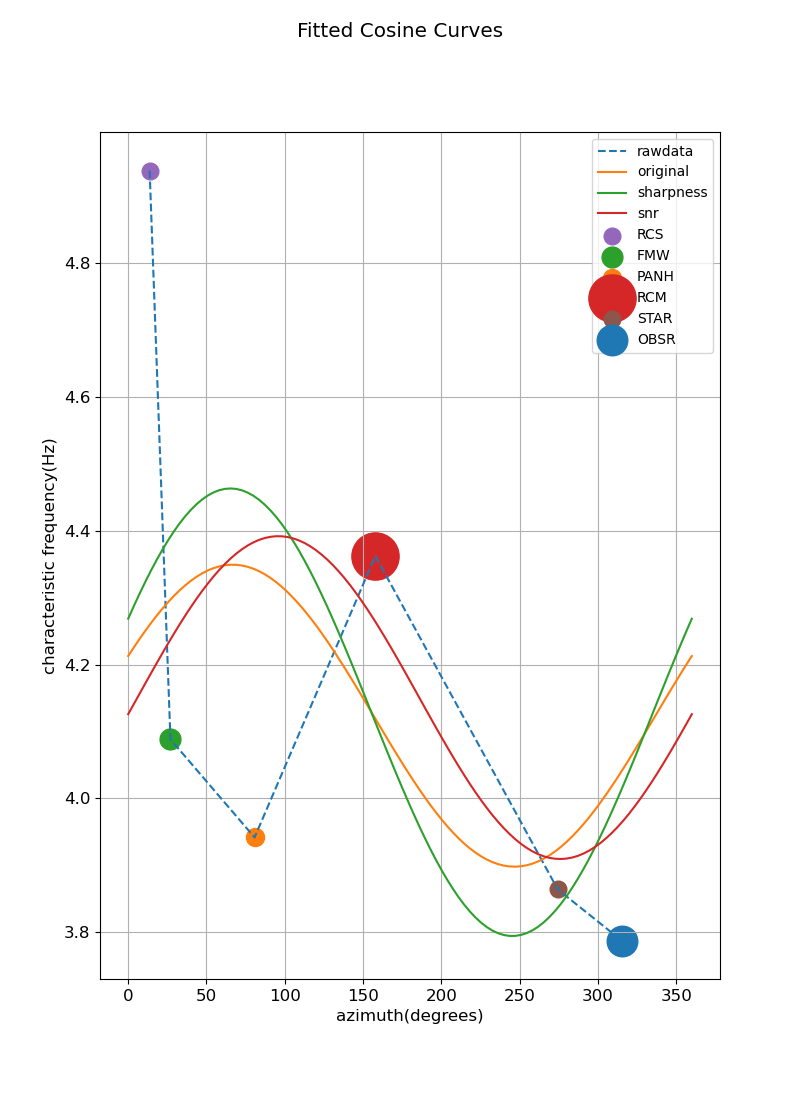 Fitted Cosine Curves
rawdata
original
sharpness
snr
RCS
FMW
PANH
RCM
STAR
OBSR
characteristic frequency(Hz)
4.8
4.6
4.4
4.2
4.0
3.8
0 50 100 150 200 250 300 350
azimuth(degrees)